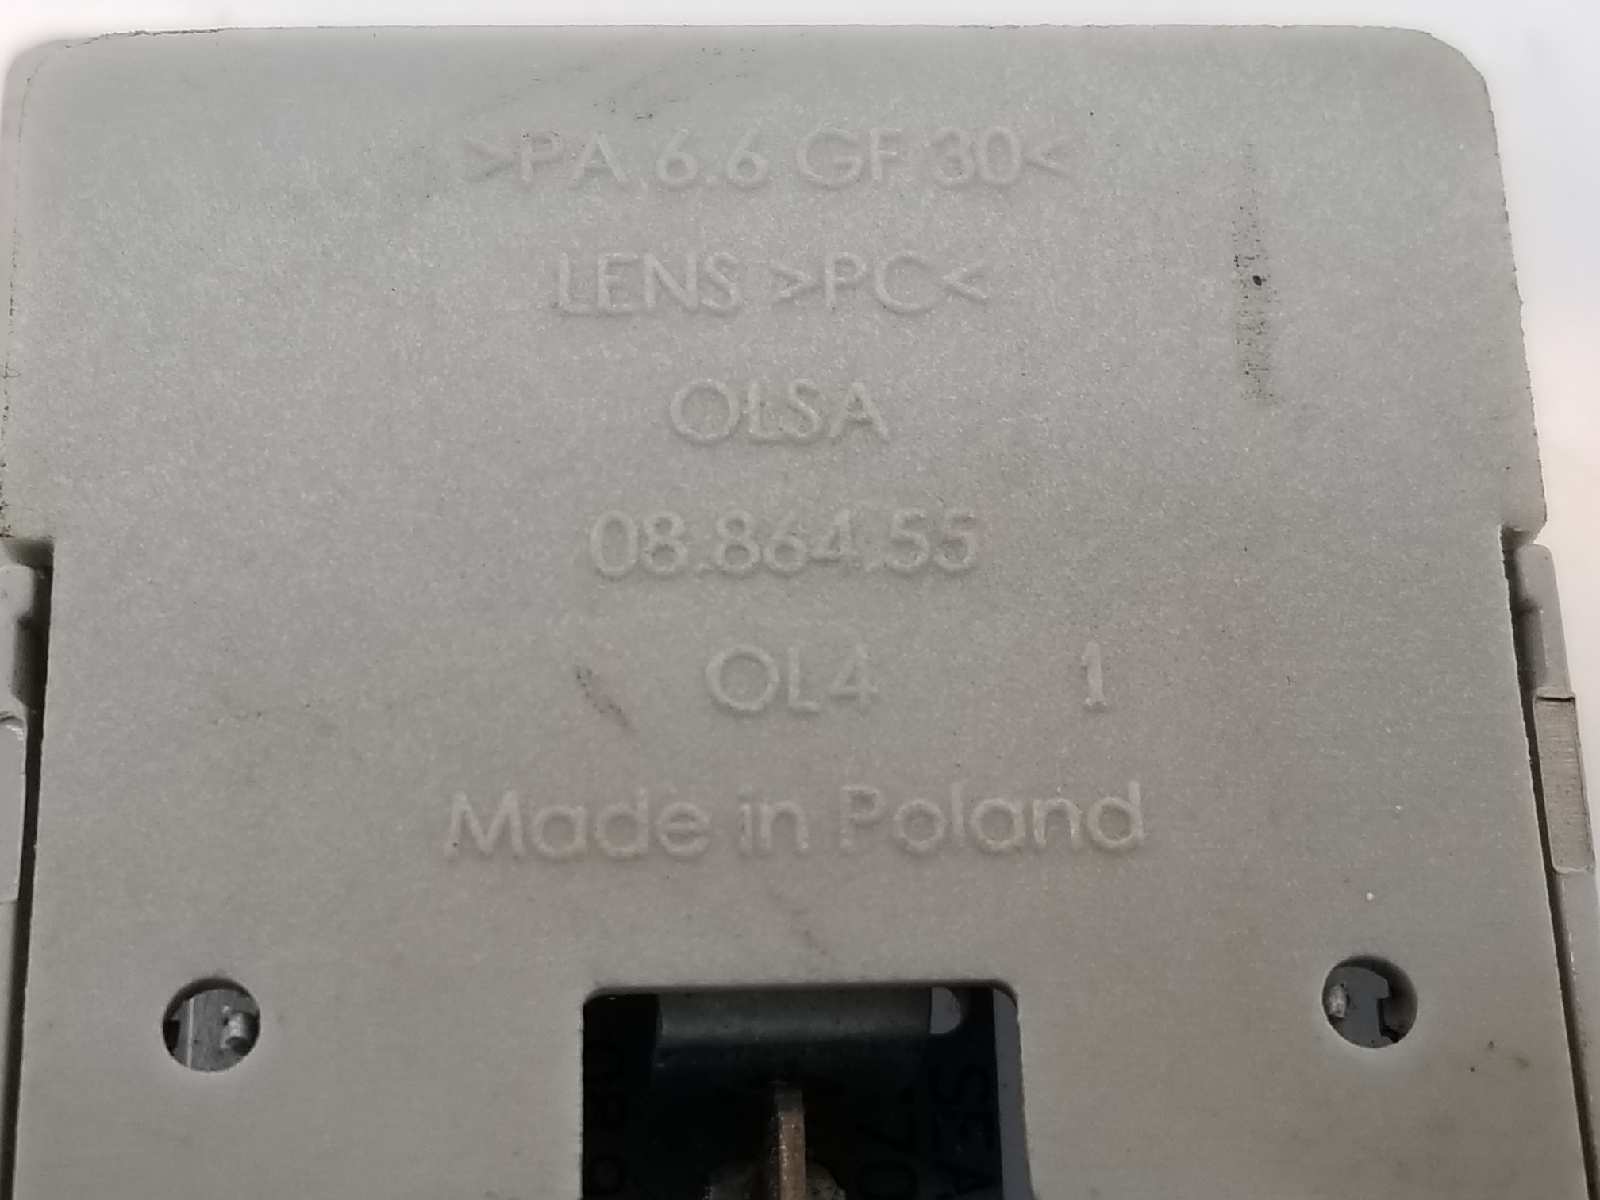 >PA 6.6 GF 30<
LENS >PC<
OLSA
08.864.55
OL4 1
Made in Poland